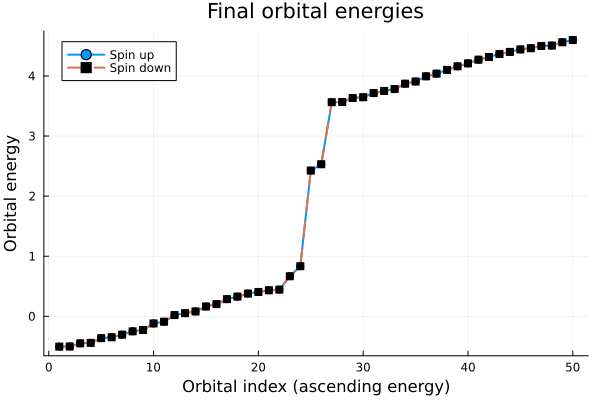 Final orbital energies
Spin up
Spin down
Orbital energy
4
3
2
1
0
0 10 20 30 40 50
Orbital index (ascending energy)